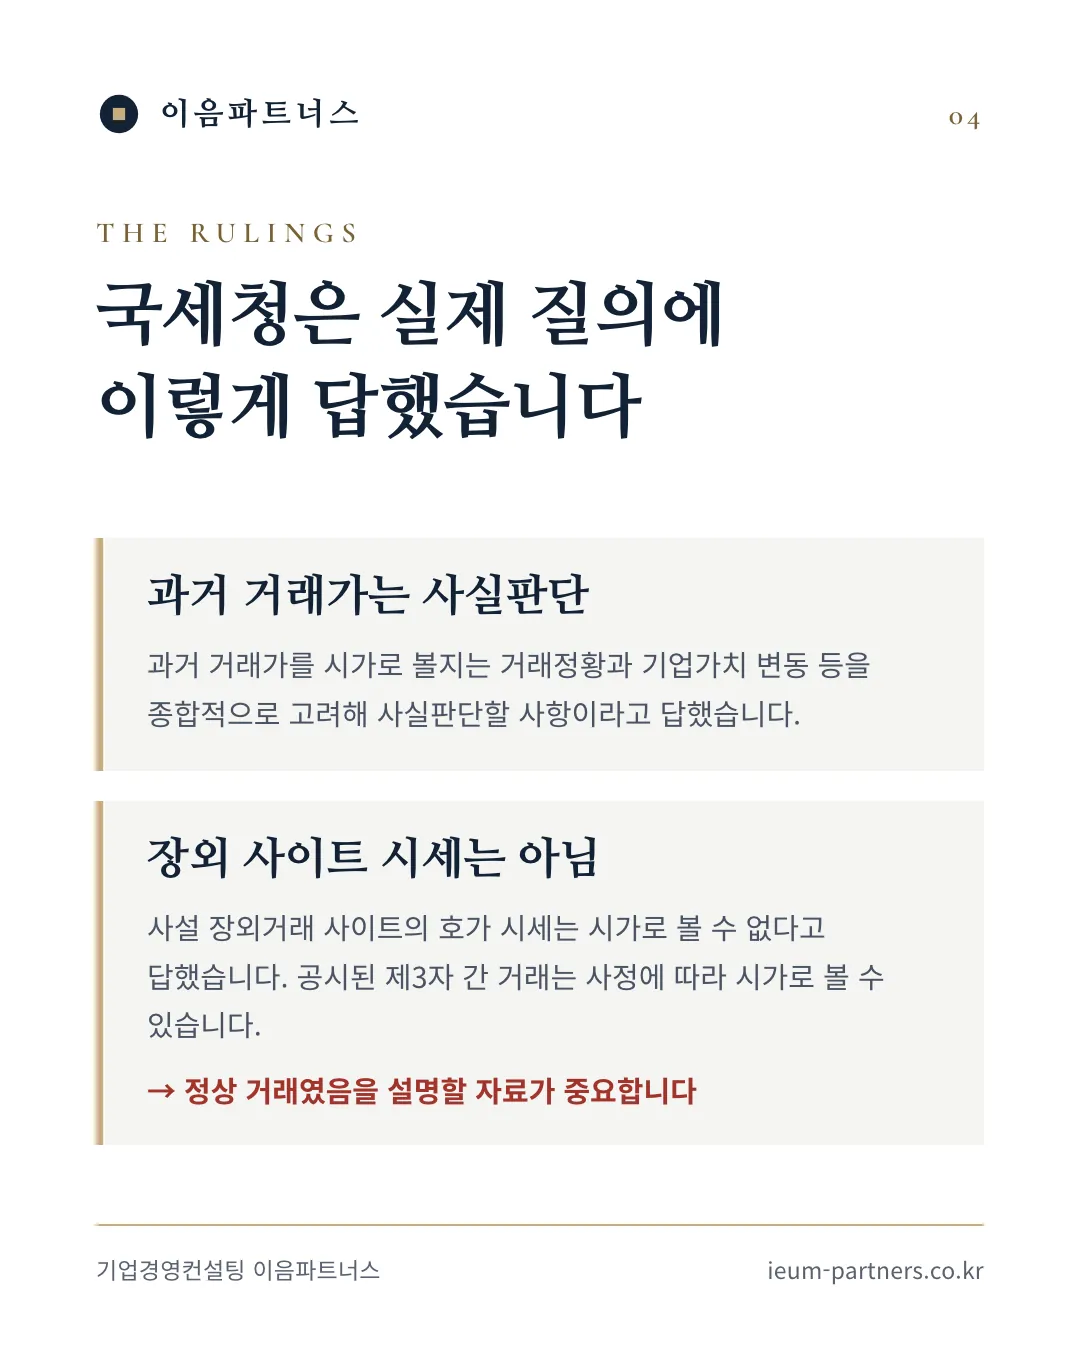 이음파트너스
04
THE RULINGS
국세청은 실제 질의에
이렇게 답했습니다
과거 거래가는 사실판단
과거 거래가를 시가로 볼지는 거래정황과 기업가치 변동 등을
종합적으로 고려해 사실판단할 사항이라고 답했습니다.
장외 사이트 시세는 아님
사설 장외거래 사이트의 호가 시세는 시가로 볼 수 없다고
답했습니다. 공시된 제3자 간 거래는 사정에 따라 시가로 볼 수
있습니다.
→ 정상 거래였음을 설명할 자료가 중요합니다
기업경영컨설팅 이음파트너스
ieum-partners.co.kr